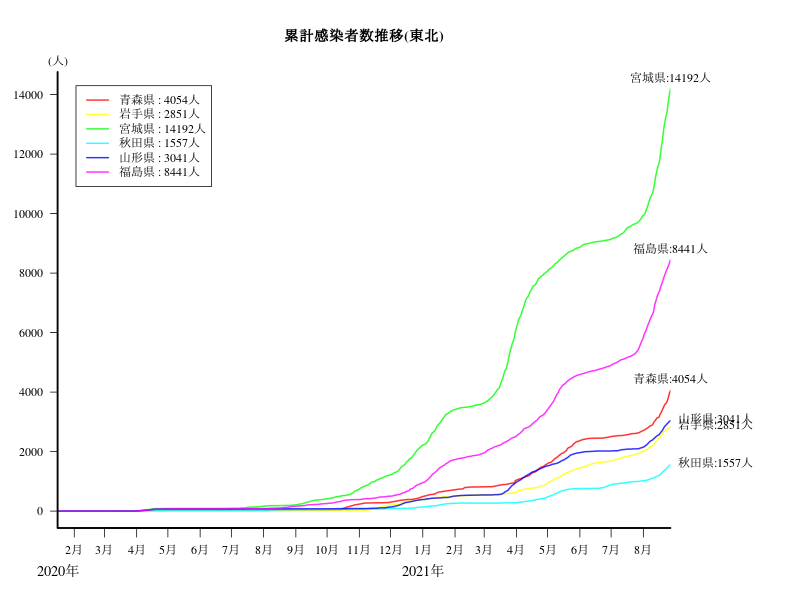 累計感染者数推移(東北)
(人)
青森県 : 4054人
岩手県 : 2851人
宮城県 : 14192人
秋田県 : 1557人
山形県 : 3041人
福島県 : 8441人
14000
12000
10000
8000
6000
4000
2000
0
宮城県:14192人
福島県:8441人
青森県:4054人
山形県:3041人
岩手県:2851人
秋田県:1557人
2月 3月 4月 5月 6月 7月 8月 9月 10月 11月 12月 1月 2月 3月 4月 5月 6月 7月 8月
2020年 2021年